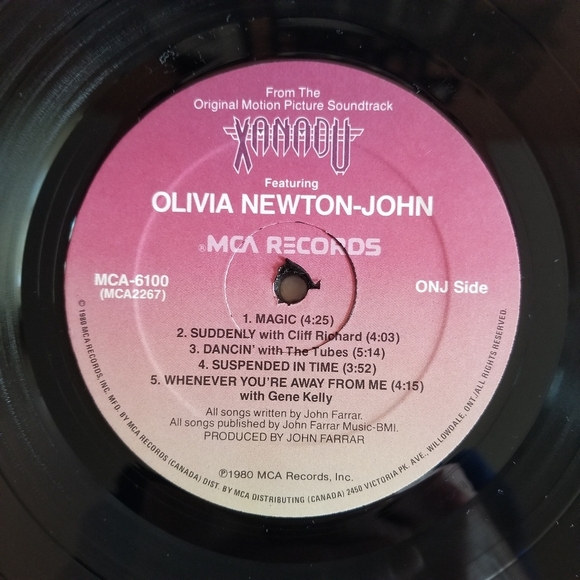 From The
Original Motion Picture Soundtrack
XANADU
Featuring
OLIVIA NEWTON-JOHN
®MCA RECORDS
MCA-6100
(MCA2267)
ONJ Side
1. MAGIC (4:25)
2. SUDDENLY with Cliff Richard (4:03)
3. DANCIN' with The Tubes (5:14)
4. SUSPENDED IN TIME (3:52)
5. WHENEVER YOU'RE AWAY FROM ME (4:15)
with Gene Kelly
All songs written by John Farrar.
All songs published by John Farrar Music-BMI.
PRODUCED BY JOHN FARRAR
℗1980 MCA Records, Inc.
© 1980 MCA RECORDS, INC. MFD. BY MCA RECORDS (CANADA) DIST. BY MCA DISTRIBUTING (CANADA) 2450 VICTORIA PK. AVE., WILLOWDALE, ONT./ALL RIGHTS RESERVED.